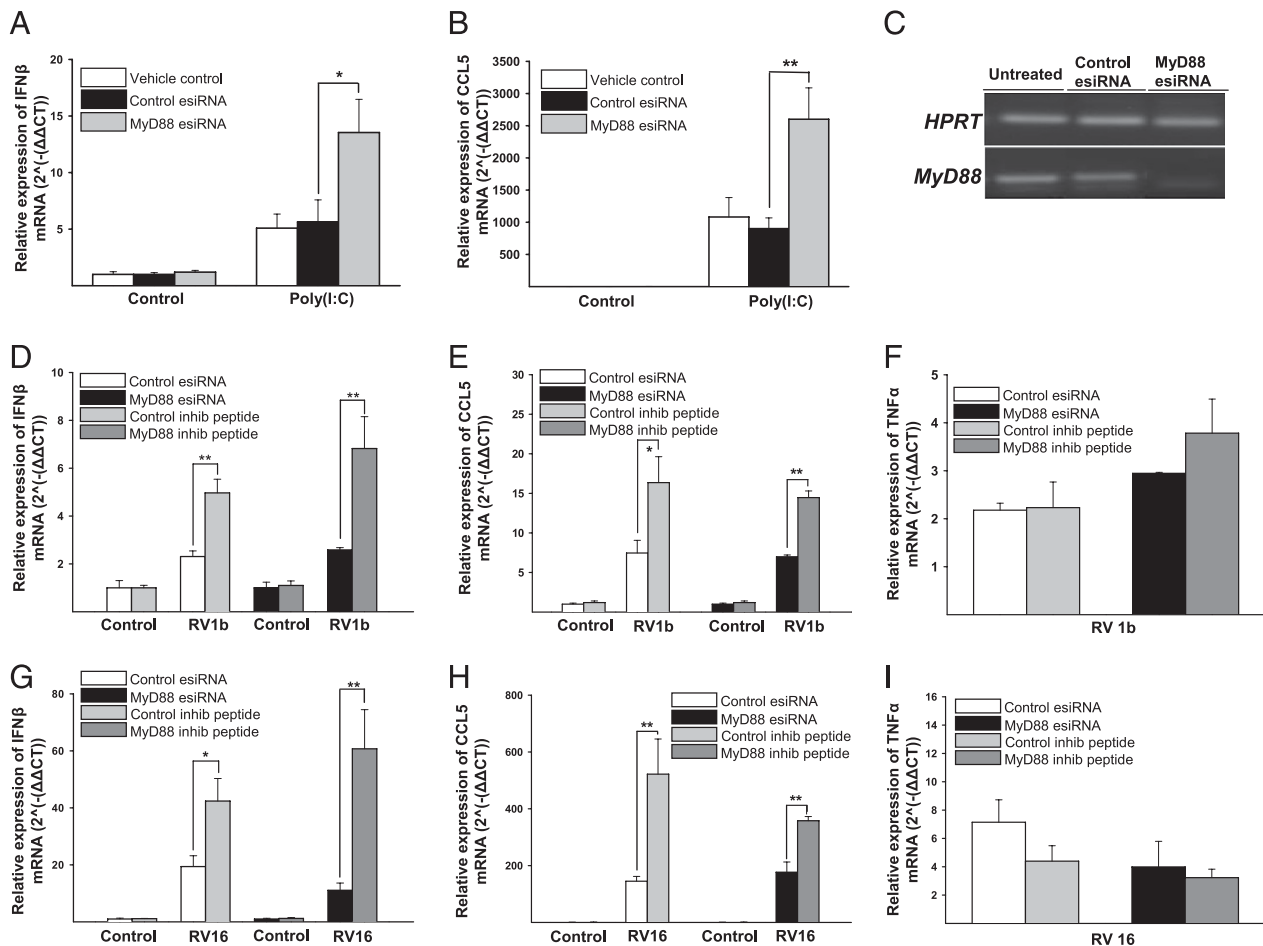 A
Relative expression of IFNβ
mRNA (2^(-(ΔΔCT))
20
15
10
5
Vehicle control
Control esiRNA
MyD88 esiRNA
*
Control
Poly(I:C)
B
Relative expression of CCL5
mRNA (2^(-(ΔΔCT))
3500
3000
2500
2000
1500
1000
500
Vehicle control
Control esiRNA
MyD88 esiRNA
**
Control
Poly(I:C)
C
Untreated
Control
esiRNA
MyD88
esiRNA
HPRT
MyD88
D
Relative expression of IFNβ
mRNA (2^(-(ΔΔCT))
10
8
6
4
2
Control esiRNA
MyD88 esiRNA
Control inhib peptide
MyD88 inhib peptide
**
**
Control
RV1b
Control
RV1b
E
Relative expression of CCL5
mRNA (2^(-(ΔΔCT))
30
25
20
15
10
5
Control esiRNA
MyD88 esiRNA
Control inhib peptide
MyD88 inhib peptide
*
**
Control
RV1b
Control
RV1b
F
Relative expression of TNFα
mRNA (2^(-(ΔΔCT))
5
4
3
2
1
Control esiRNA
MyD88 esiRNA
Control inhib peptide
MyD88 inhib peptide
RV 1b
G
Relative expression of IFNβ
mRNA (2^(-(ΔΔCT))
80
60
40
20
Control esiRNA
MyD88 esiRNA
Control inhib peptide
MyD88 inhib peptide
*
**
Control
RV16
Control
RV16
H
Relative expression of CCL5
mRNA (2^(-(ΔΔCT))
800
600
400
200
Control esiRNA
MyD88 esiRNA
Control inhib peptide
MyD88 inhib peptide
**
**
Control
RV16
Control
RV16
I
Relative expression of TNFα
mRNA (2^(-(ΔΔCT))
16
14
12
10
8
6
4
2
Control esiRNA
MyD88 esiRNA
Control inhib peptide
MyD88 inhib peptide
RV 16